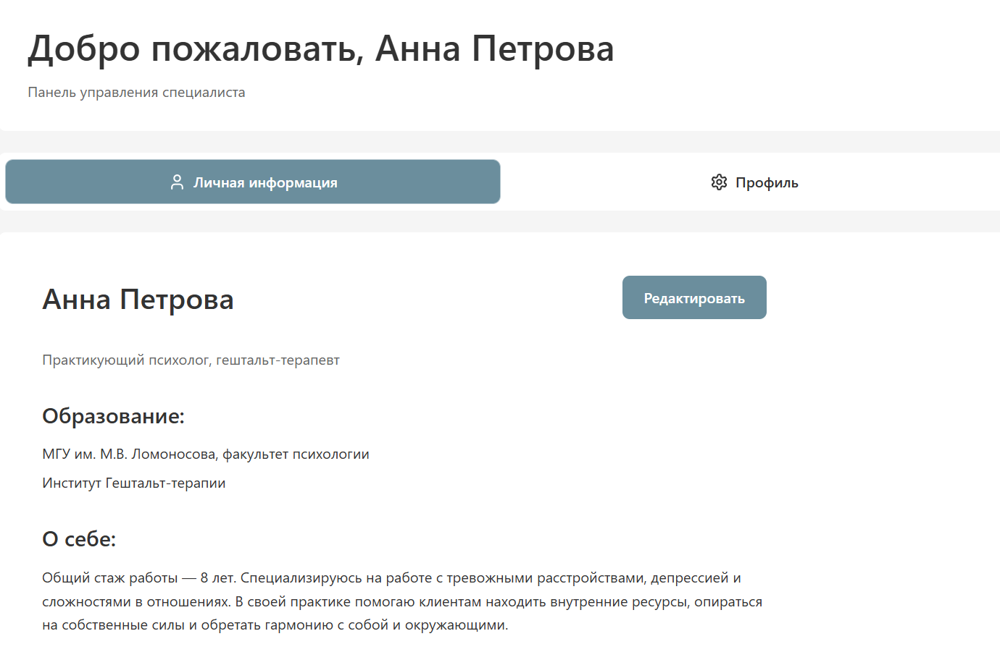 Добро пожаловать, Анна Петрова
Панель управления специалиста
Личная информация
Профиль
Анна Петрова
Редактировать
Практикующий психолог, гештальт-терапевт
Образование:
МГУ им. М.В. Ломоносова, факультет психологии
Институт Гештальт-терапии
О себе:
Общий стаж работы — 8 лет. Специализируюсь на работе с тревожными расстройствами, депрессией и
сложностями в отношениях. В своей практике помогаю клиентам находить внутренние ресурсы, опираться
на собственные силы и обретать гармонию с собой и окружающими.